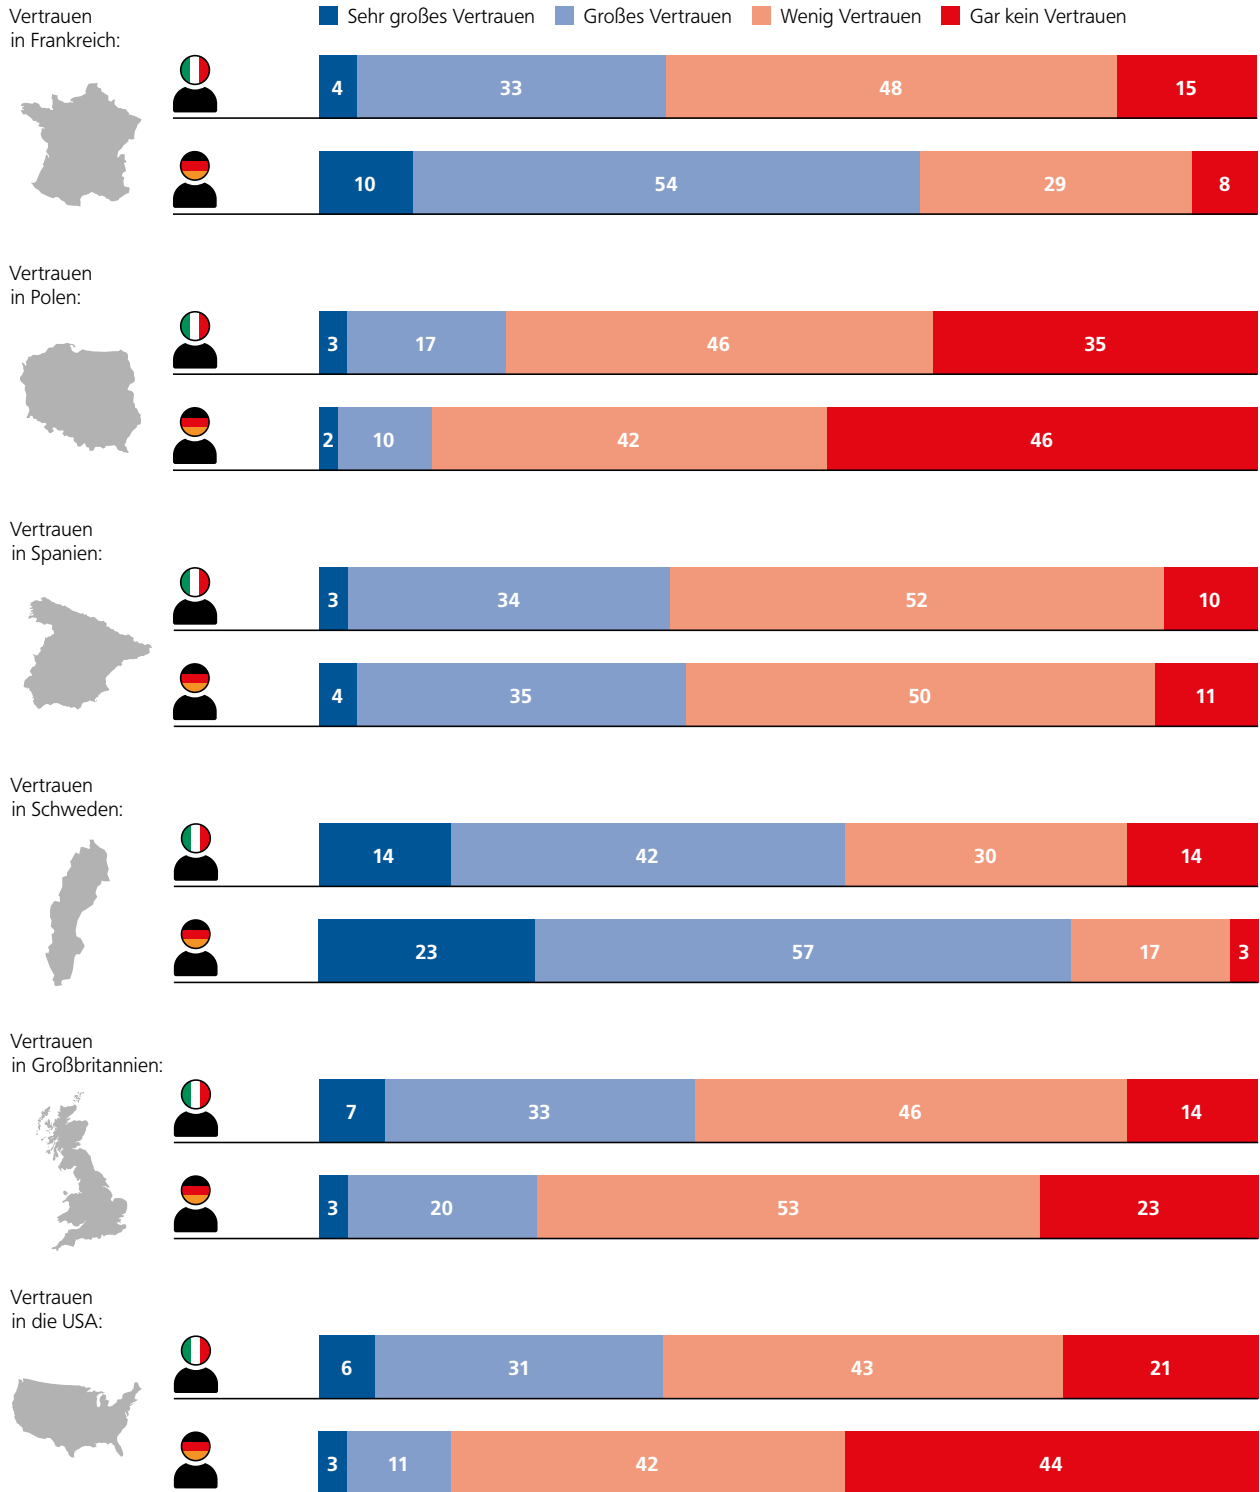 Vertrauen
in Frankreich:
Sehr großes Vertrauen Großes Vertrauen Wenig Vertrauen Gar kein Vertrauen
4 33 48 15
10 54 29 8
Vertrauen
in Polen:
3 17 46 35
2 10 42 46
Vertrauen
in Spanien:
3 34 52 10
4 35 50 11
Vertrauen
in Schweden:
14 42 30 14
23 57 17 3
Vertrauen
in Großbritannien:
7 33 46 14
3 20 53 23
Vertrauen
in die USA:
6 31 43 21
3 11 42 44